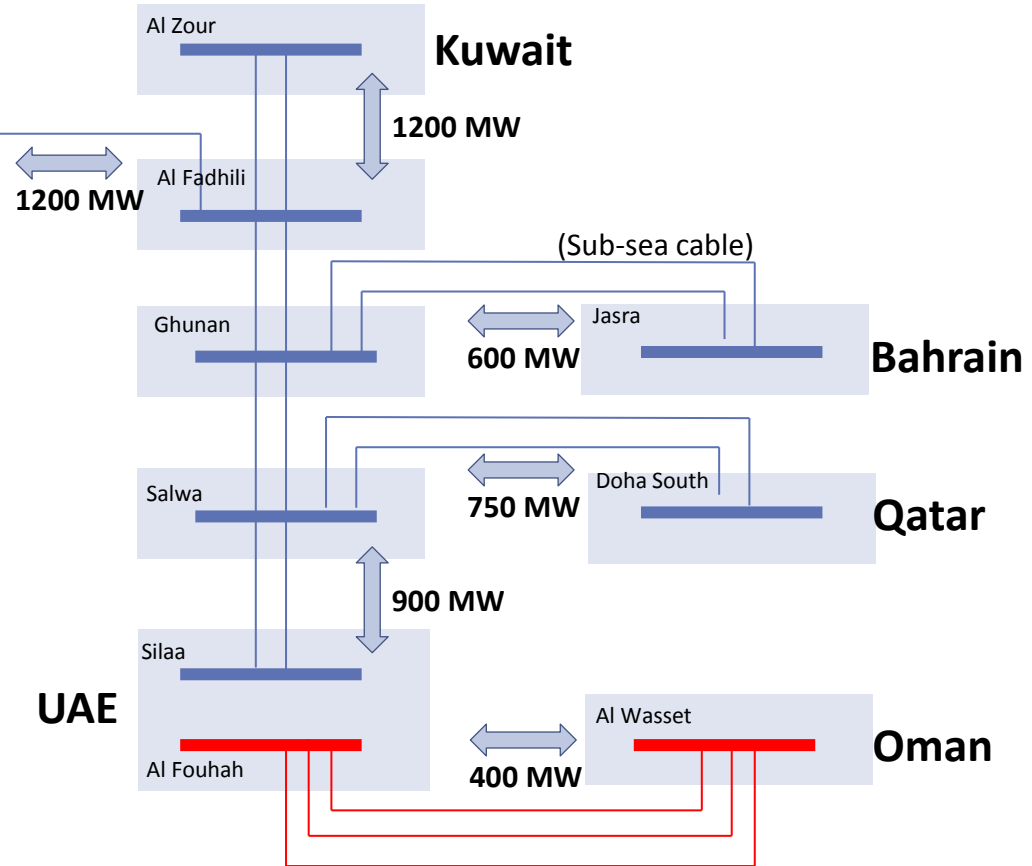 Al Zour
Kuwait
1200 MW
Al Fadhili
1200 MW
(Sub-sea cable)
Ghunan
Jasra
600 MW
Bahrain
Salwa
Doha South
750 MW
Qatar
900 MW
Silaa
UAE
Al Wasset
Oman
Al Fouhah
400 MW